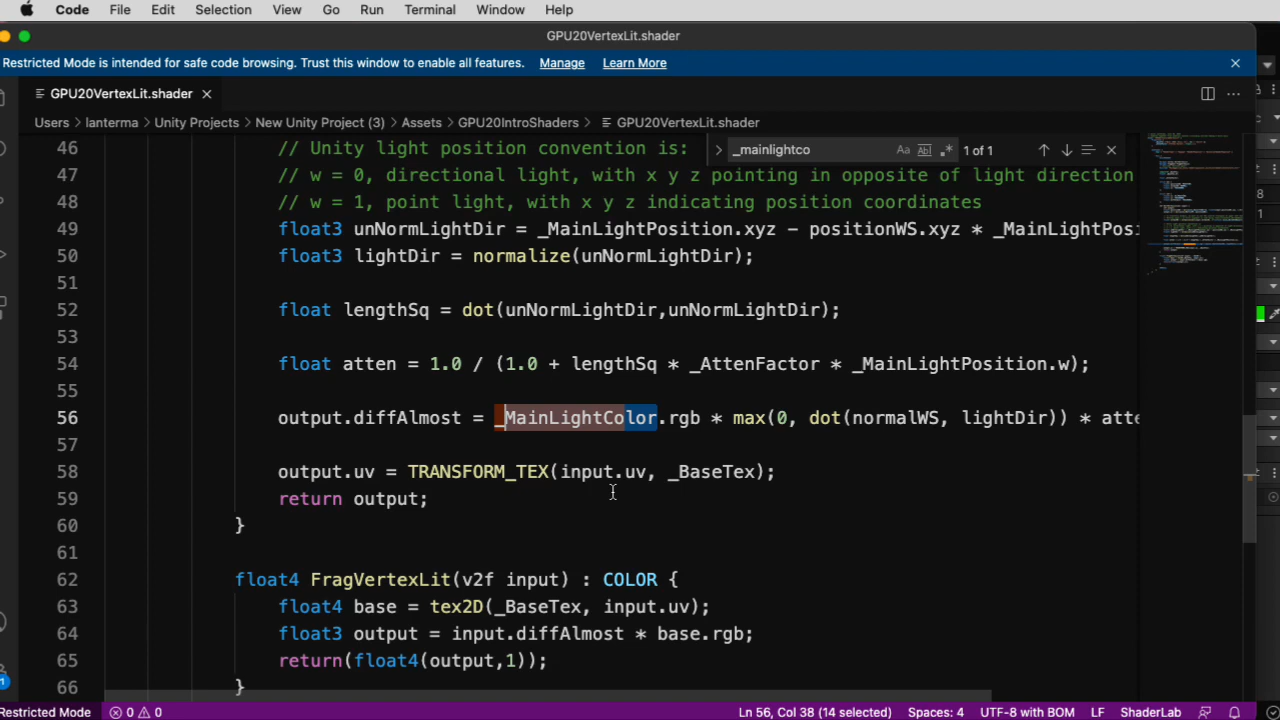 Code File Edit Selection View Go Run Terminal Window Help
GPU20VertexLit.shader
Restricted Mode is intended for safe code browsing. Trust this window to enable all features. Manage Learn More
GPU20VertexLit.shader
Users > lanterma > Unity Projects > New Unity Project (3) > Assets > GPU20IntroShaders > GPU20VertexLit.shader
_mainlightco Aa ab .* 1 of 1
46 // Unity light position convention is:
47 // w = 0, directinal light, with x y z pointing in opposite of light direction
48 // w = 1, point light, with x y z indicating position coordinates
49 float3 unNormLightDir = _MainLightPosition.xyz - positionWS.xyz * _MainLightPosi
50 float3 lightDir = normalize(unNormLightDir);
51
52 float lengthSq = dot(unNormLightDir,unNormLightDir);
53
54 float atten = 1.0 / (1.0 + lengthSq * _AttenFactor * _MainLightPosition.w);
55
56 output.diffAlmost = _MainLightColor.rgb * max(0, dot(normalWS, lightDir)) * atte
57
58 output.uv = TRANSFORM_TEX(input.uv, _BaseTex);
59 return output;
60 }
61
62 float4 FragVertexLit(v2f input) : COLOR {
63 float4 base = tex2D(_BaseTex, input.uv);
64 float3 output = input.diffAlmost * base.rgb;
65 return(float4(output,1));
66 }
Restricted Mode 0 0 Ln 56, Col 38 (14 selected) Spaces: 4 UTF-8 with BOM LF ShaderLab